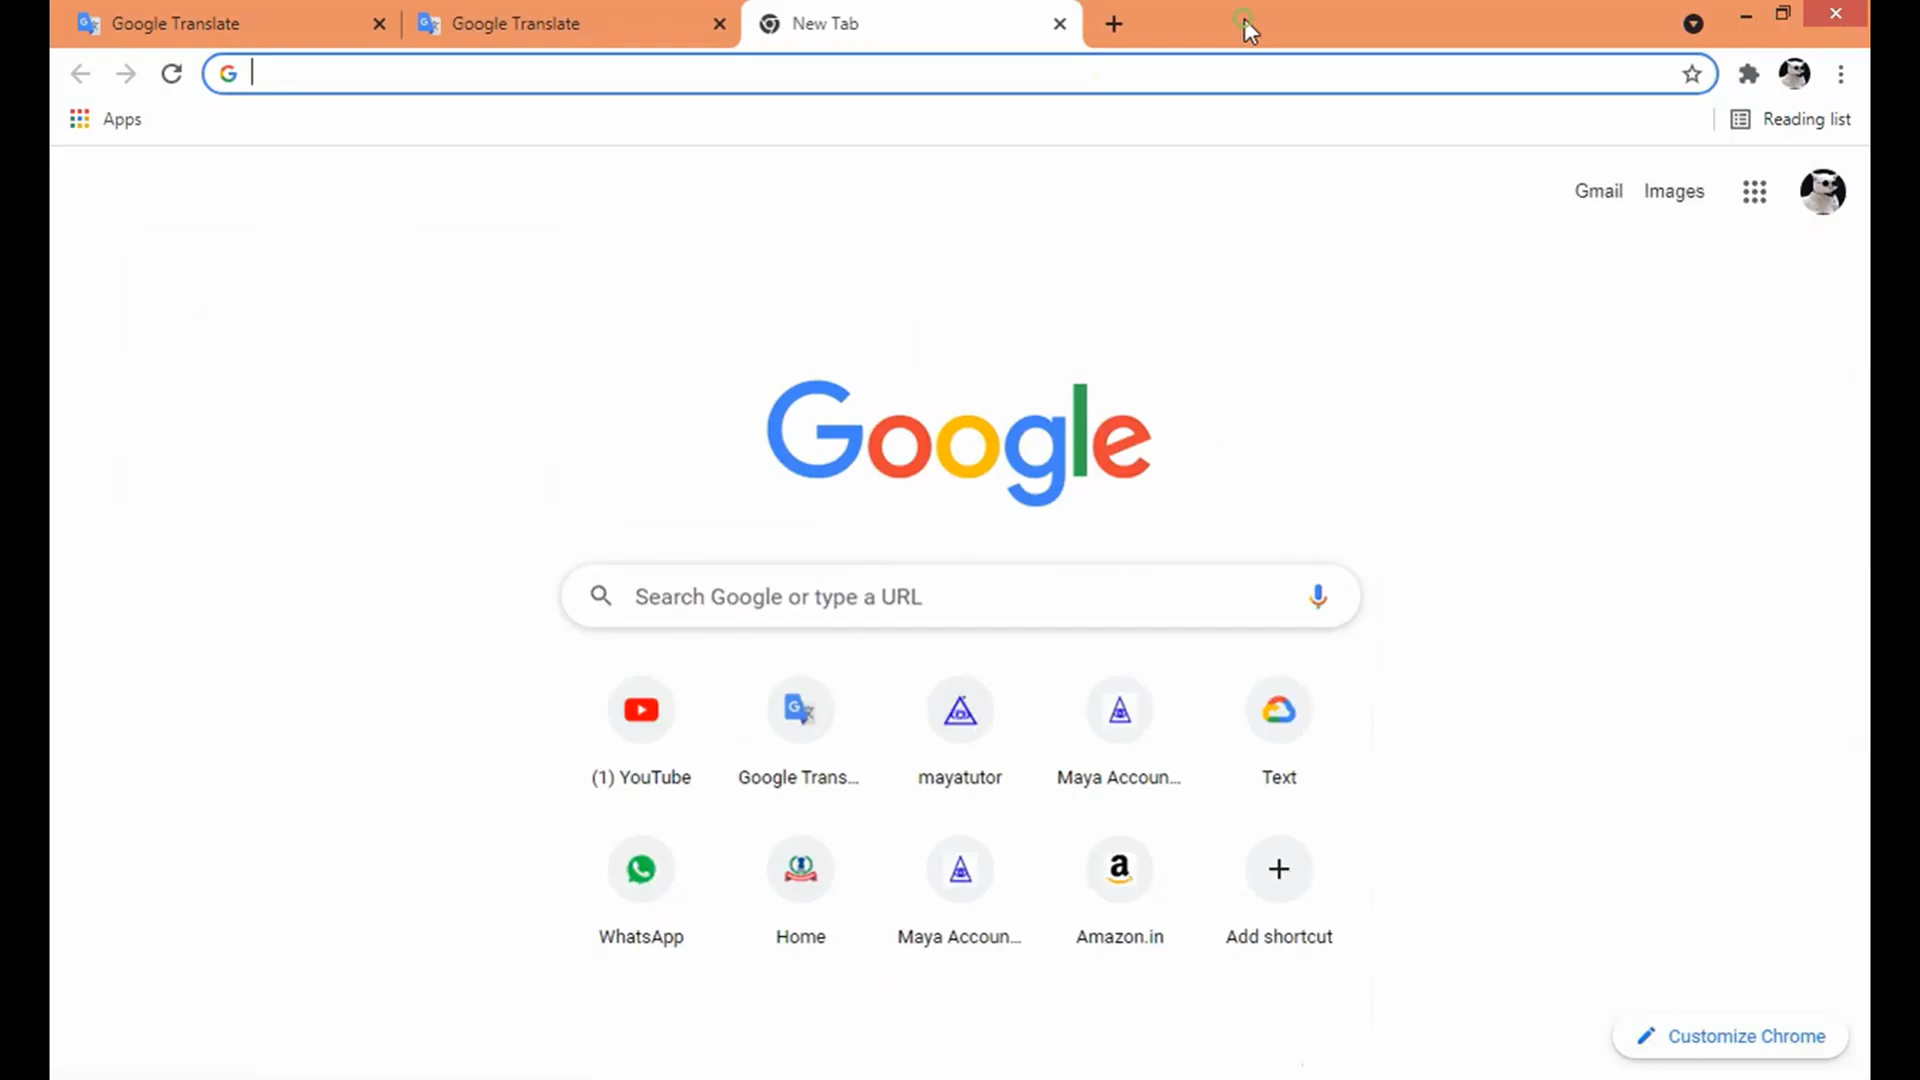 Google Translate
Google Translate
New Tab
Apps
Reading list
Gmail Images
Google
Search Google or type a URL
(1) YouTube
Google Trans...
mayatutor
Maya Accoun...
Text
WhatsApp
Home
Maya Accoun...
Amazon.in
Add shortcut
Customize Chrome